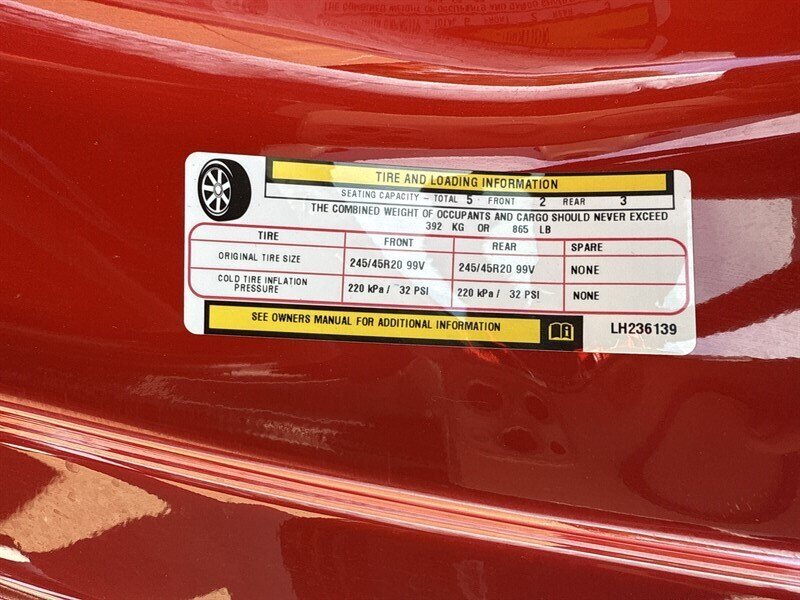 TIRE AND LOADING INFORMATION
SEATING CAPACITY – TOTAL 5 FRONT 2 REAR 3
THE COMBINED WEIGHT OF OCCUPANTS AND CARGO SHOULD NEVER EXCEED
392 KG OR 865 LB
TIRE FRONT REAR SPARE
ORIGINAL TIRE SIZE 245/45R20 99V 245/45R20 99V NONE
COLD TIRE INFLATION PRESSURE 220 kPa / 32 PSI 220 kPa / 32 PSI NONE
SEE OWNERS MANUAL FOR ADDITIONAL INFORMATION LH236139